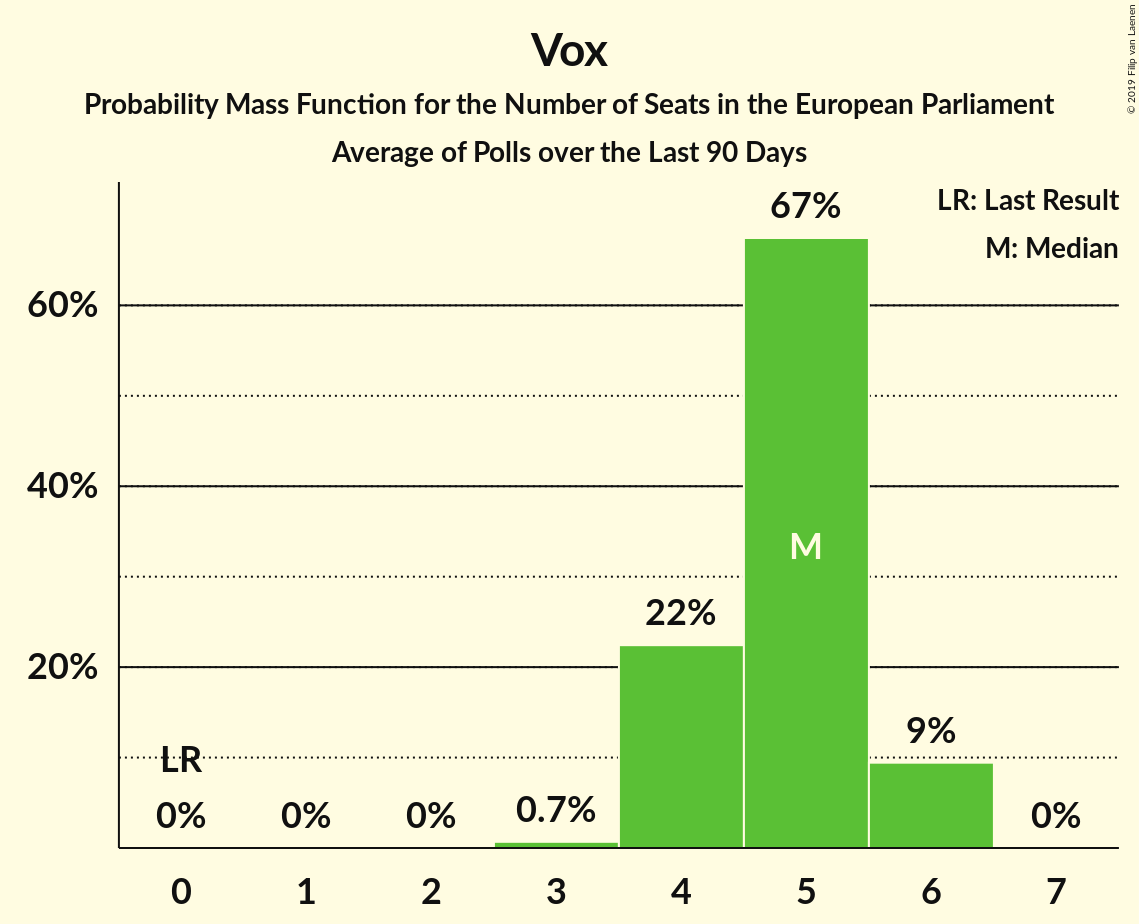 Vox
Probability Mass Function for the Number of Seats in the European Parliament
Average of Polls over the Last 90 Days
© 2019 Filip van Laenen
LR: Last Result
M: Median
67%
60%
40%
M
22%
20%
9%
LR
0%
0%
0%
0.7%
0%
0 1 2 3 4 5 6 7